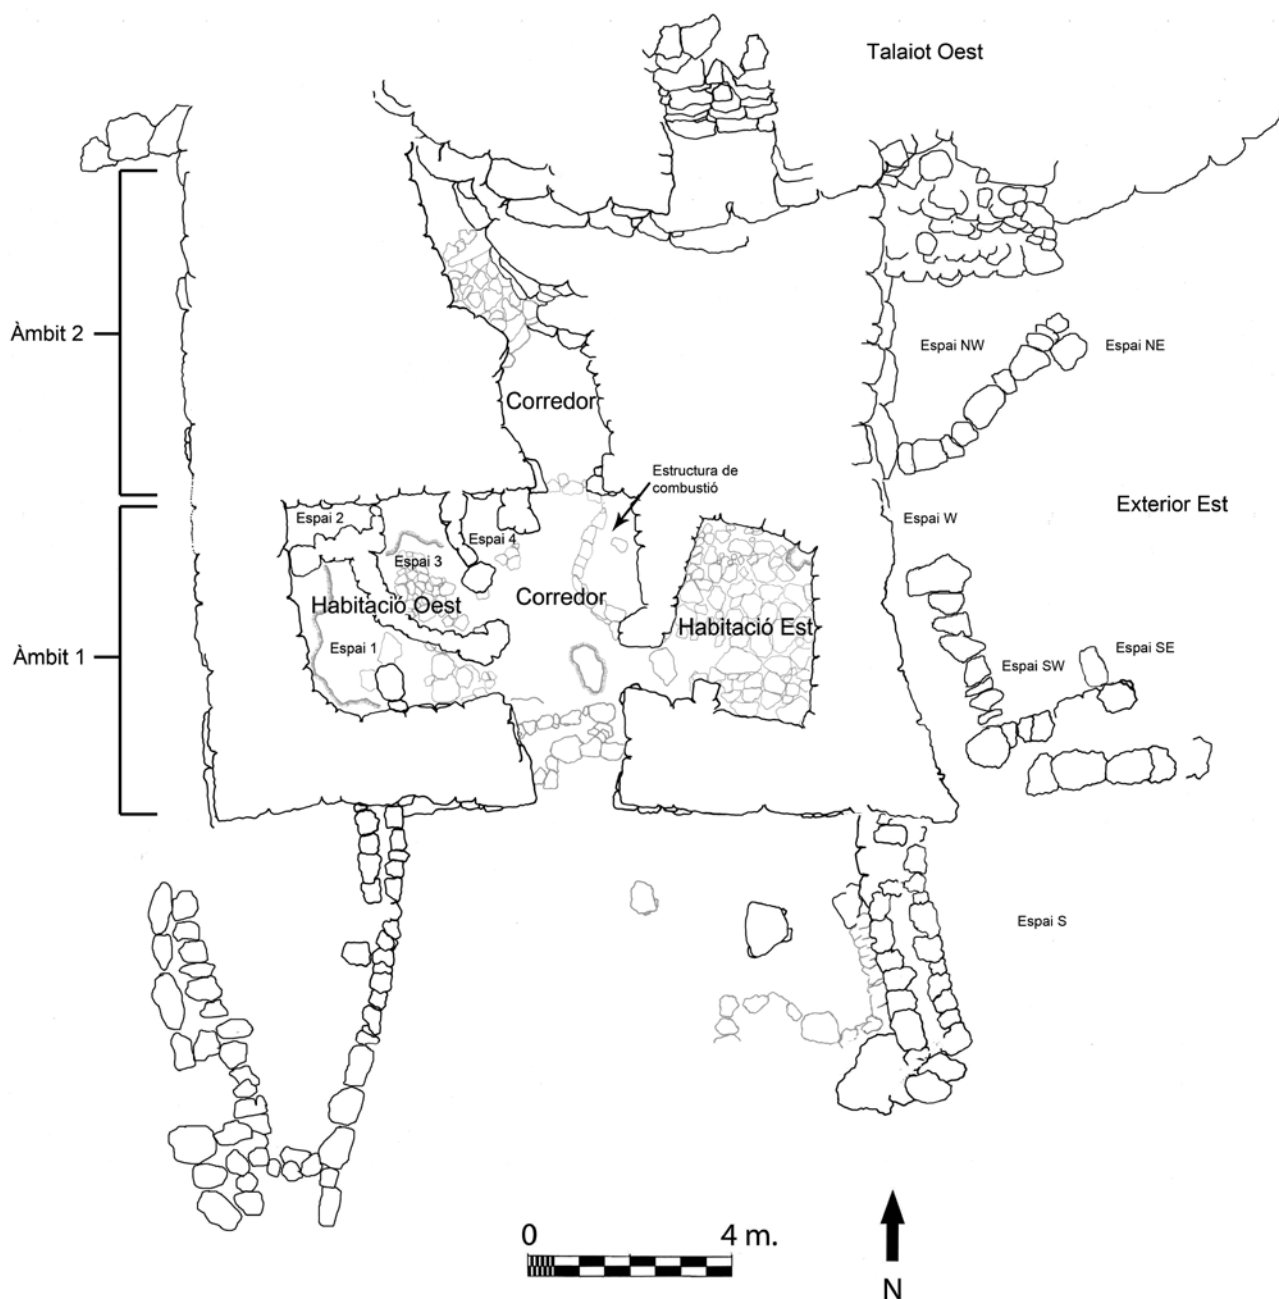 Talaiot Oest
Àmbit 2
Espai NW
Espai NE
Corredor
Estructura de
combustió
Espai 2
Espai 4
Espai W
Exterior Est
Espai 3
Habitació Oest
Corredor
Habitació Est
Àmbit 1
Espai 1
Espai SW
Espai SE
Espai S
0
4 m.
N